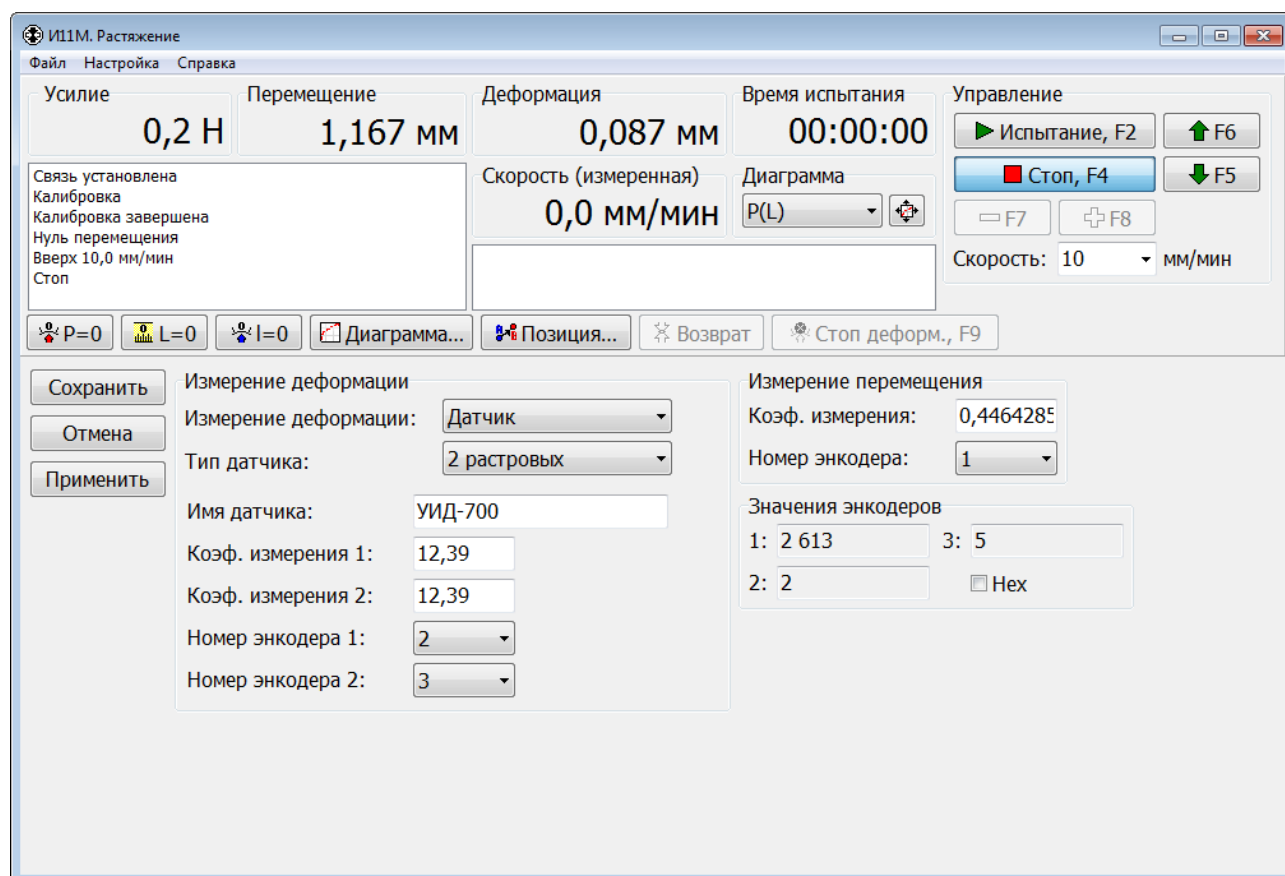 И11М. Растяжение
Файл Настройка Справка
Усилие Перемещение Деформация Время испытания Управление
0,2 Н 1,167 мм 0,087 мм 00:00:00
Испытание, F2 F6
Связь установлена
Калибровка
Калибровка завершена
Нуль перемещения
Вверх 10,0 мм/мин
Стоп
Скорость (измеренная) Диаграмма
0,0 мм/мин P(L)
Стоп, F4 F5
F7 F8
Скорость: 10 мм/мин
P=0 L=0 l=0 Диаграмма... Позиция... Возврат Стоп деформ., F9
Сохранить
Отмена
Применить
Измерение деформации
Измерение деформации: Датчик
Тип датчика: 2 растровых
Имя датчика: УИД-700
Коэф. измерения 1: 12,39
Коэф. измерения 2: 12,39
Номер энкодера 1: 2
Номер энкодера 2: 3
Измерение перемещения
Коэф. измерения: 0,4464285
Номер энкодера: 1
Значения энкодеров
1: 2 613 3: 5
2: 2 Hex